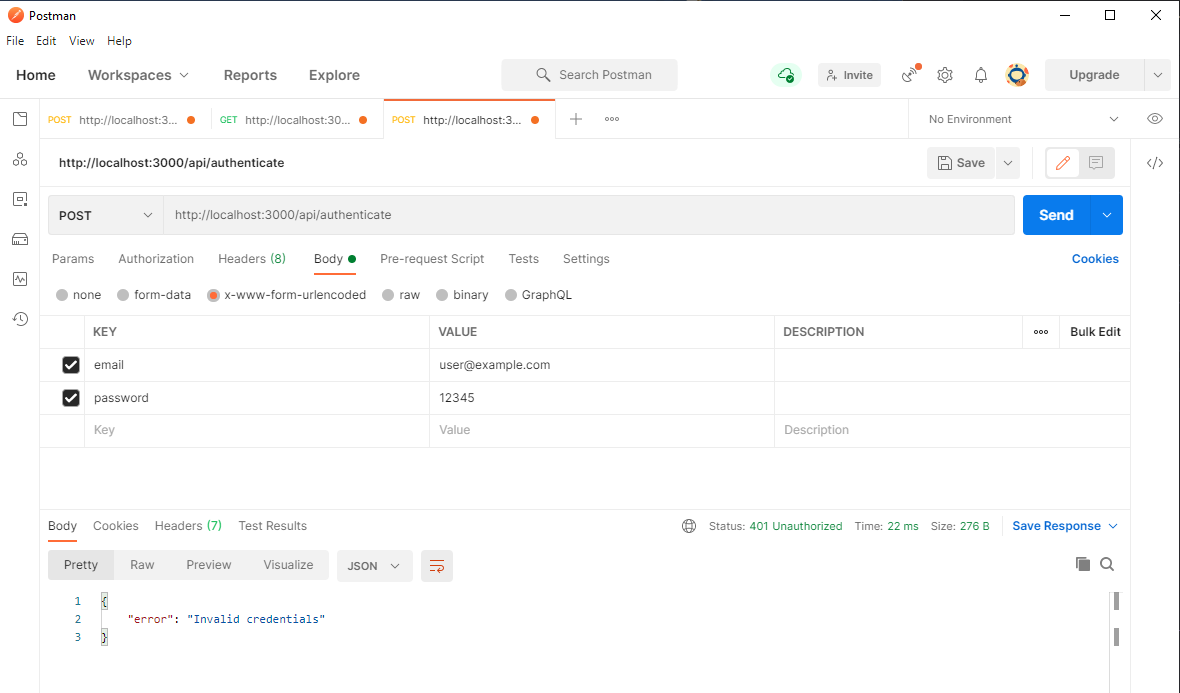 Postman
File Edit View Help
Home Workspaces Reports Explore Search Postman Invite Upgrade
POST http://localhost:3... GET http://localhost:30... POST http://localhost:3... No Environment
http://localhost:3000/api/authenticate Save
POST http://localhost:3000/api/authenticate Send
Params Authorization Headers (8) Body Pre-request Script Tests Settings Cookies
none form-data x-www-form-urlencoded raw binary GraphQL
KEY VALUE DESCRIPTION Bulk Edit
email user@example.com
password 12345
Key Value Description
Body Cookies Headers (7) Test Results Status: 401 Unauthorized Time: 22 ms Size: 276 B Save Response
Pretty Raw Preview Visualize JSON
1 {
2 "error": "Invalid credentials"
3 }